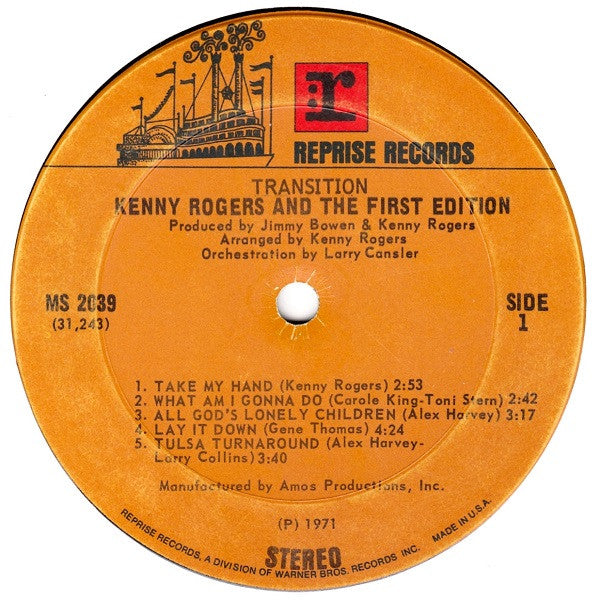 :r
REPRISE RECORDS
TRANSITION
KENNY ROGERS AND THE FIRST EDITION
Produced by Jimmy Bowen & Kenny Rogers
Arranged by Kenny Rogers
Orchestration by Larry Cansler
MS 2039
(31,243)
SIDE
1
1. TAKE MY HAND (Kenny Rogers) 2:53
2. WHAT AM I GONNA DO (Carole King-Toni Stern) 2:42
3. ALL GOD'S LONELY CHILDREN (Alex Harvey) 3:17
4. LAY IT DOWN (Gene Thomas) 4:24
5. TULSA TURNAROUND (Alex Harvey-
Larry Collins) 3:40
Manufactured by Amos Productions, Inc.
(P) 1971
STEREO
REPRISE RECORDS, A DIVISION OF WARNER BROS. RECORDS INC. MADE IN U.S.A.